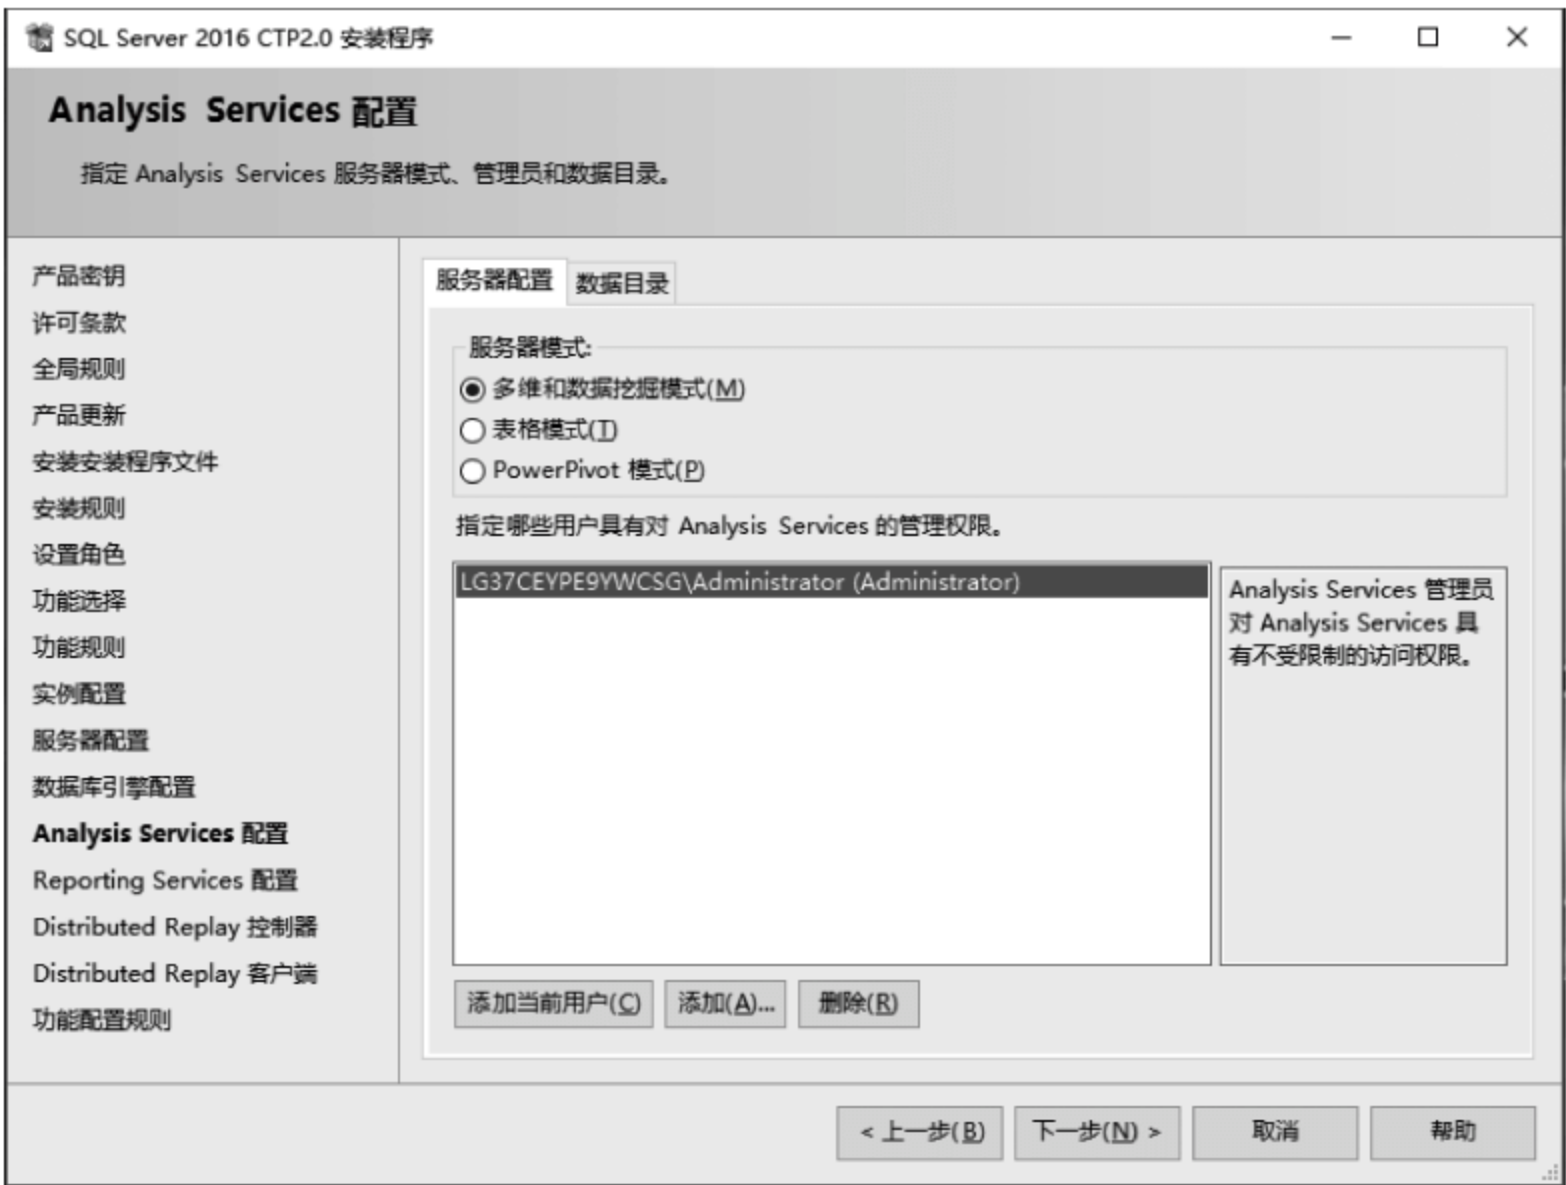 SQL Server 2016 CTP2.0 安装程序
Analysis Services 配置
指定 Analysis Services 服务器模式、管理员和数据目录。
产品密钥
许可条款
全局规则
产品更新
安装安装程序文件
安装规则
设置角色
功能选择
功能规则
实例配置
服务器配置
数据库引擎配置
Analysis Services 配置
Reporting Services 配置
Distributed Replay 控制器
Distributed Replay 客户端
功能配置规则
服务器配置 数据目录
服务器模式:
多维和数据挖掘模式(M)
表格模式(T)
PowerPivot 模式(P)
指定哪些用户具有对 Analysis Services 的管理权限。
LG37CEYPE9YWCSG\Administrator (Administrator)
Analysis Services 管理员
对 Analysis Services 具
有不受限制的访问权限。
添加当前用户(C) 添加(A)... 删除(R)
< 上一步(B) 下一步(N) > 取消 帮助